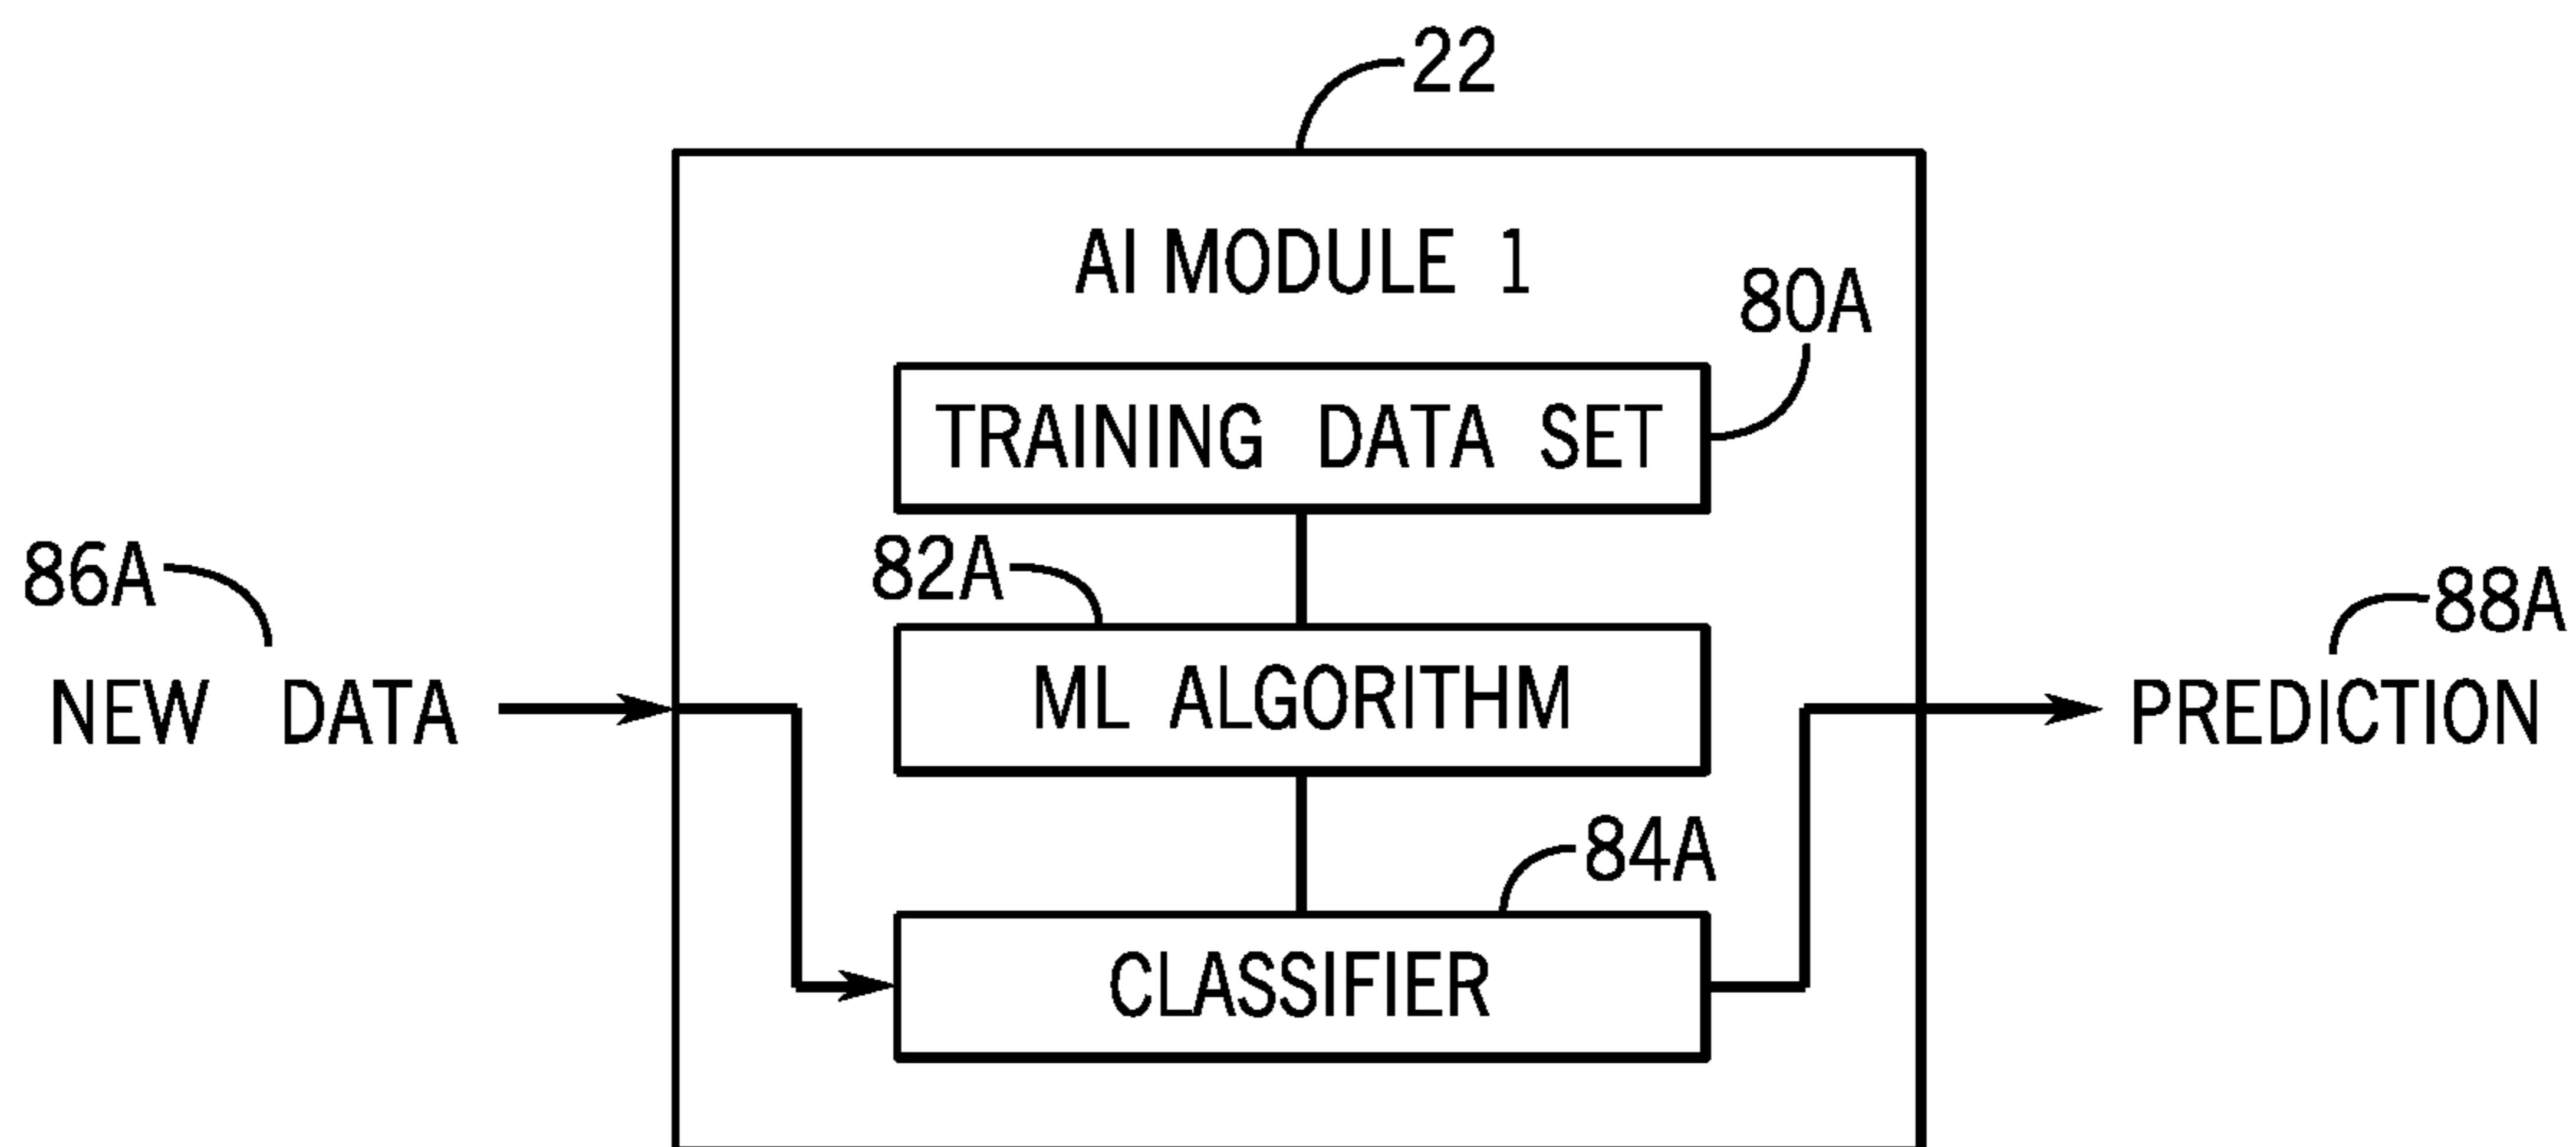 22
AI MODULE 1
80A
TRAINING DATA SET
82A
86A
88A
NEW DATA
ML ALGORITHM
PREDICTION
84A
CLASSIFIER